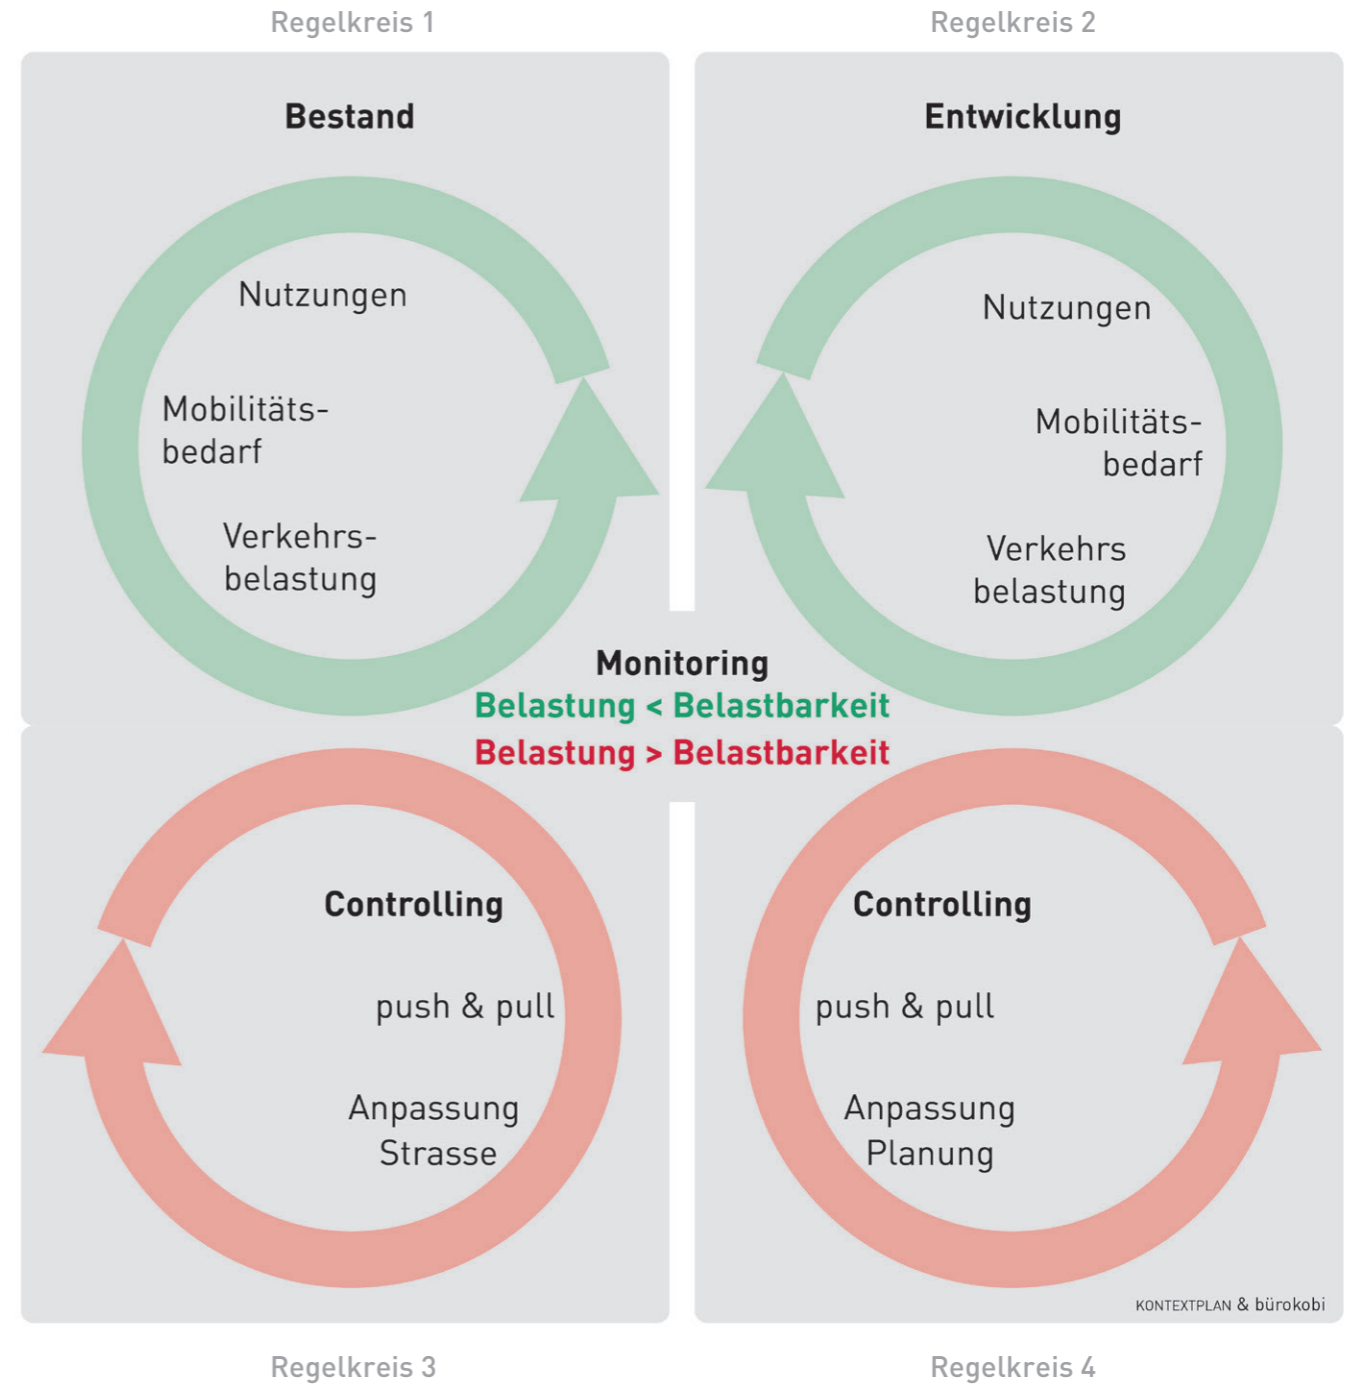 Regelkreis 1
Regelkreis 2
Bestand
Nutzungen
Mobilitäts-
bedarf
Verkehrs-
belastung
Entwicklung
Nutzungen
Mobilitäts-
bedarf
Verkehrs
belastung
Monitoring
Belastung < Belastbarkeit
Belastung > Belastbarkeit
Controlling
push & pull
Anpassung
Strasse
Controlling
push & pull
Anpassung
Planung
KONTEXTPLAN & bürokobi
Regelkreis 3
Regelkreis 4